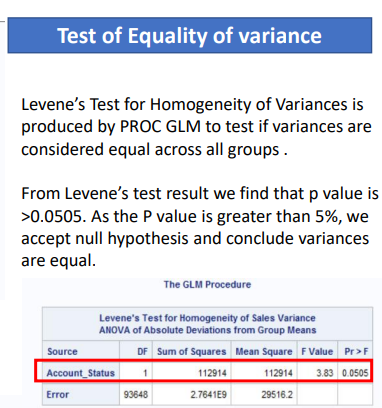 Test of Equality of variance
Levene's Test for Homogeneity of Variances is
produced by PROC GLM to test if variances are
considered equal across all groups .
From Levene's test result we find that p value is
>0.0505. As the P value is greater than 5%, we
accept null hypothesis and conclude variances
are equal.
The GLM Procedure
Levene's Test for Homogeneity of Sales Variance
ANOVA of Absolute Deviations from Group Means
Source DF Sum of Squares Mean Square F Value Pr > F
Account_Status 1 112914 112914 3.83 0.0505
Error 93648 2.7641E9 29516.2